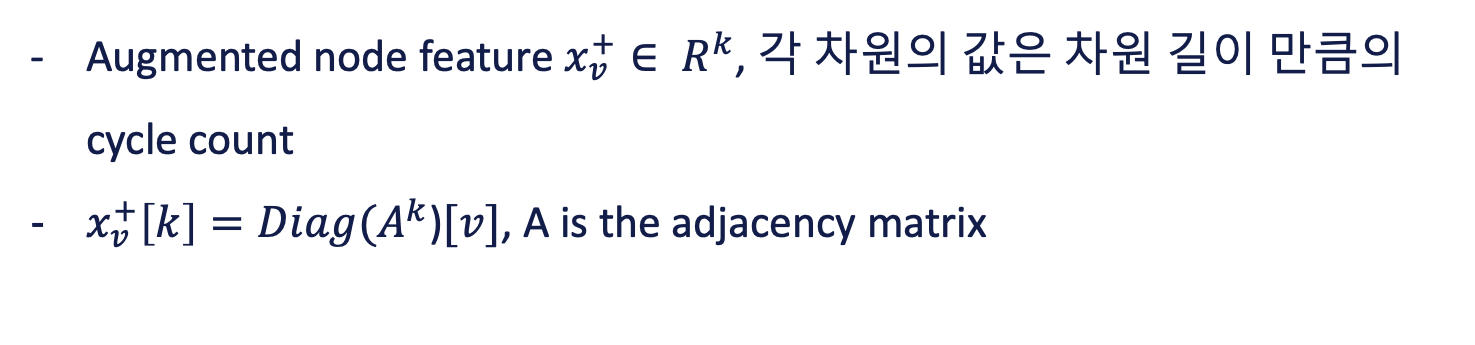 - Augmented node feature $x_v^+ \in R^k$, 각 차원의 값은 차원 길이 만큼의
cycle count
- $x_v^+[k] = Diag(A^k)[v]$, A is the adjacency matrix